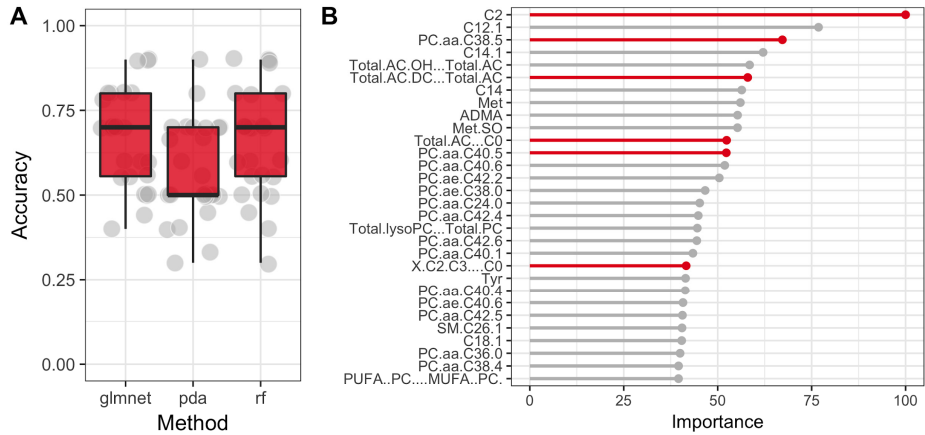 A
Accuracy
1.00
0.75
0.50
0.25
0.00
glmnet pda rf
Method
B
C2
C12.1
PC.aa.C38.5
C14.1
Total.AC.OH...Total.AC
Total.AC.DC...Total.AC
C14
Met
ADMA
Met.SO
Total.AC...C0
PC.aa.C40.5
PC.aa.C40.6
PC.ae.C42.2
PC.ae.C38.0
PC.aa.C24.0
PC.aa.C42.4
Total.lysoPC...Total.PC
PC.aa.C42.6
PC.aa.C40.1
X.C2.C3....C0
Tyr
PC.aa.C40.4
PC.ae.C40.6
PC.aa.C42.5
SM.C26.1
C18.1
PC.aa.C36.0
PC.aa.C38.4
PUFA..PC....MUFA..PC.
0 25 50 75 100
Importance